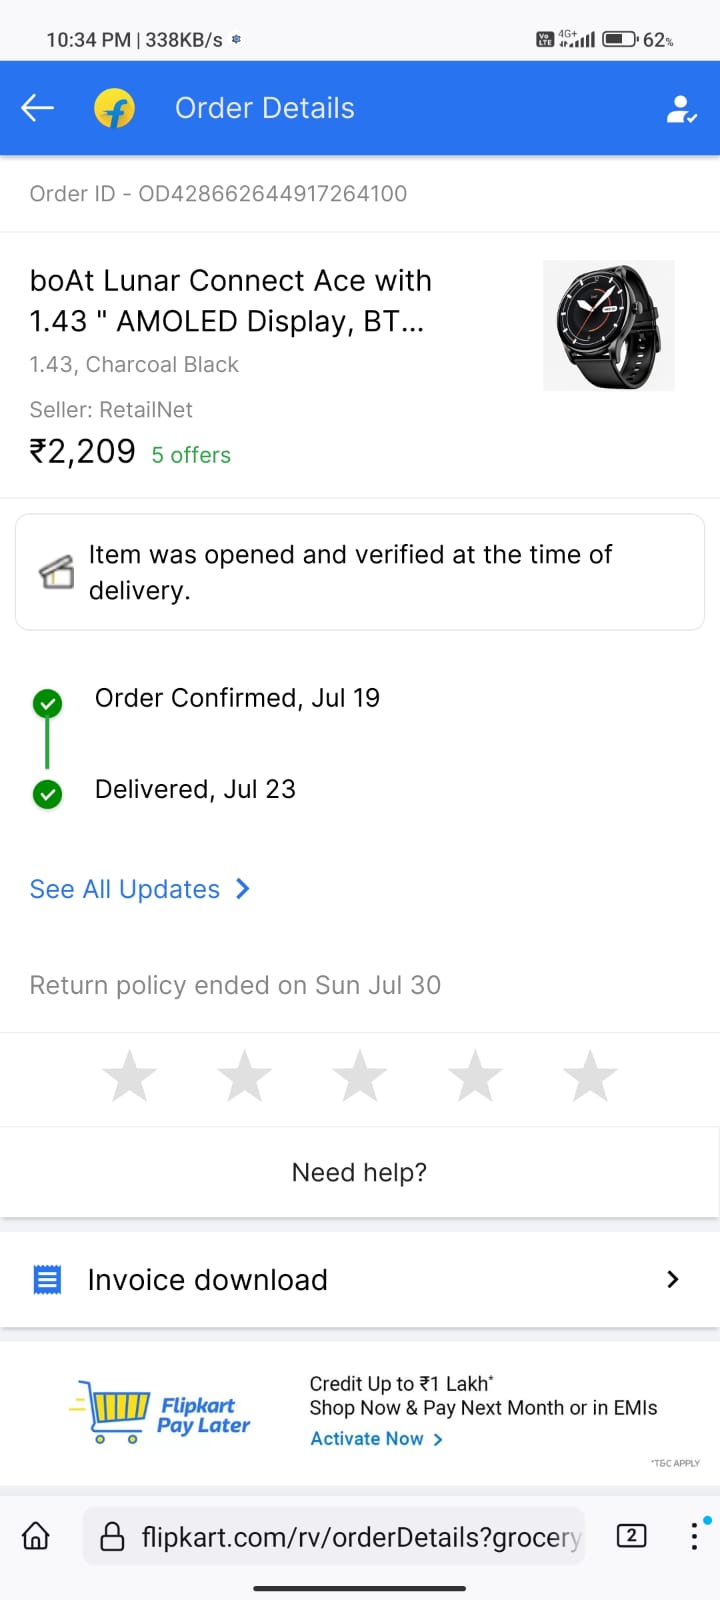 10:34 PM | 338KB/s
Vo LTE 4G+ 62%
Order Details
Order ID - OD428662644917264100
boAt Lunar Connect Ace with
1.43 " AMOLED Display, BT...
1.43, Charcoal Black
Seller: RetailNet
₹2,209 5 offers
Item was opened and verified at the time of
delivery.
Order Confirmed, Jul 19
Delivered, Jul 23
See All Updates
Return policy ended on Sun Jul 30
Need help?
Invoice download
Flipkart
Pay Later
Credit Up to ₹1 Lakh*
Shop Now & Pay Next Month or in EMIs
Activate Now
*T&C APPLY
flipkart.com/rv/orderDetails?grocery
2